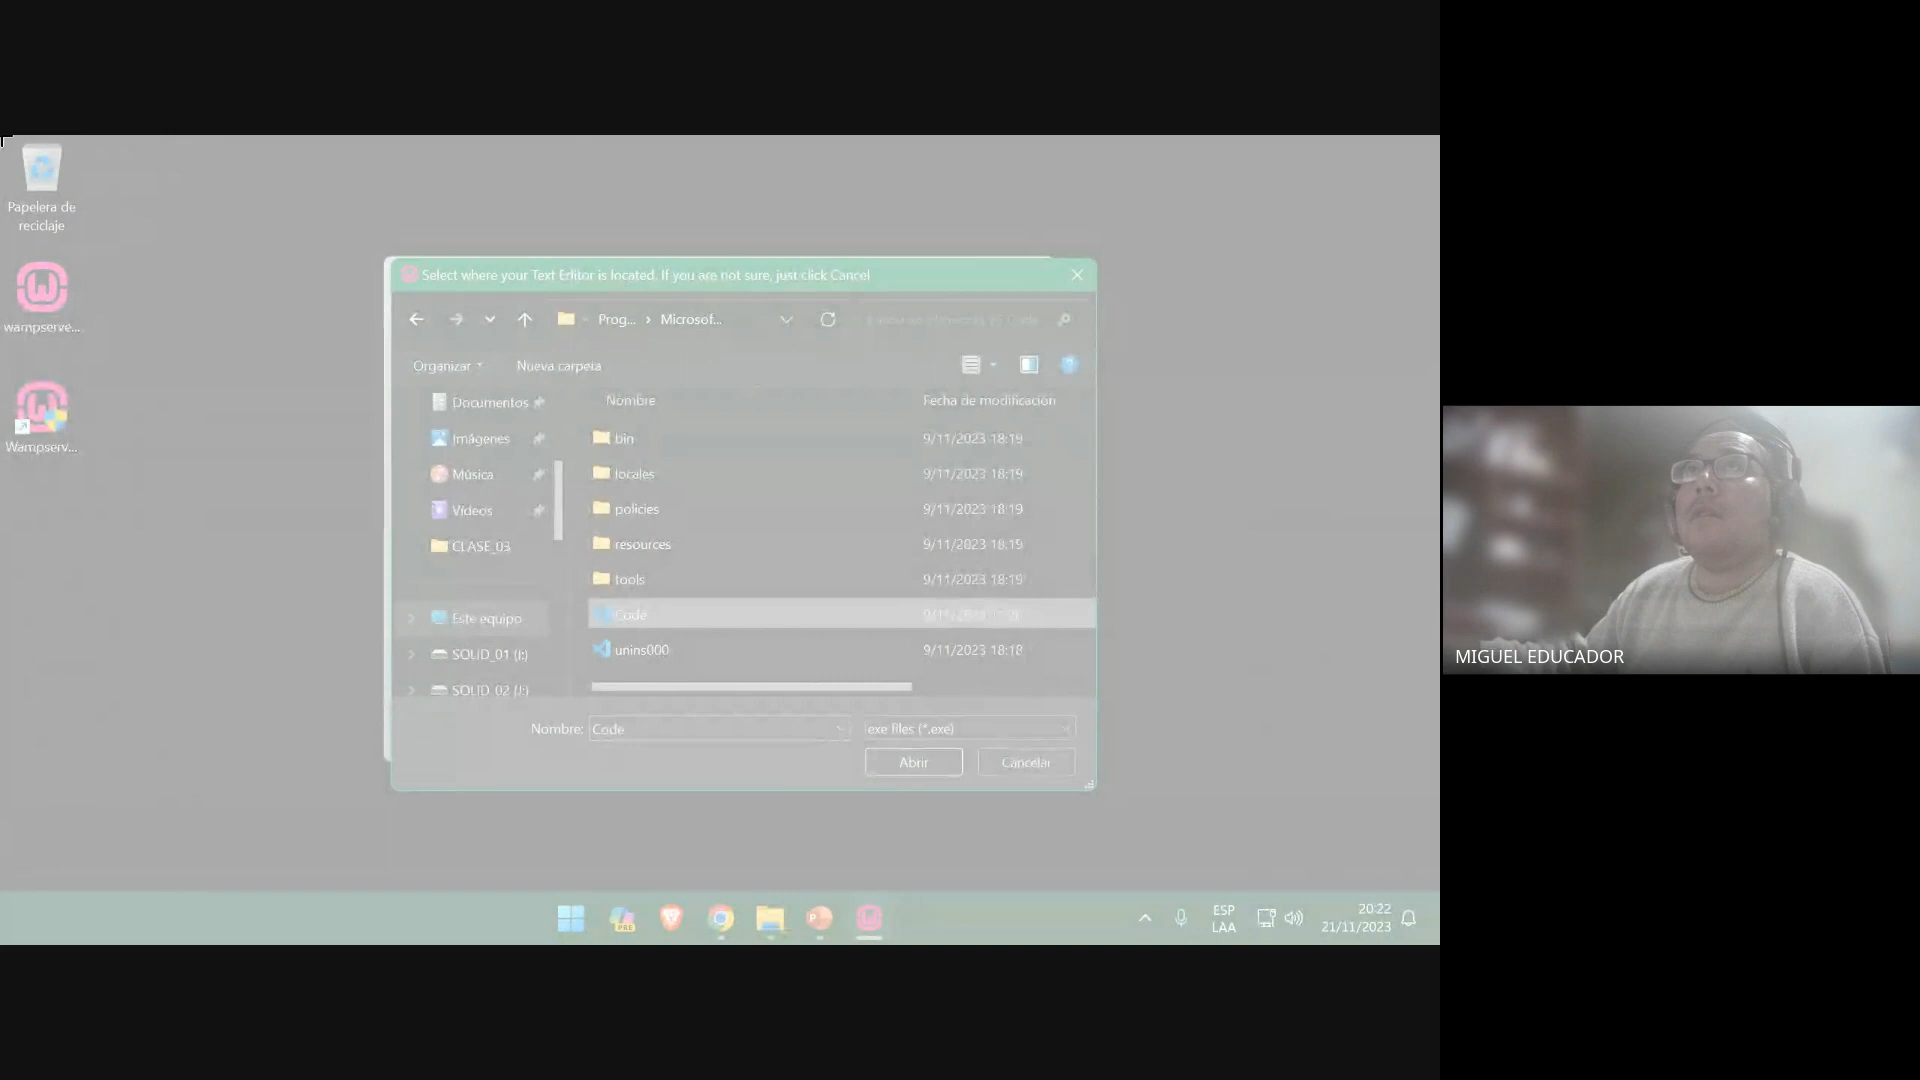 Papelera de
reciclaje
wampserve...
Wampserv...
Select where your Text Editor is located. If you are not sure, just click Cancel
Prog... › Microsof...
Organizar
Nueva carpeta
Nombre
Fecha de modificación
Documentos
Imágenes
Música
Vídeos
CLASE_03
Este equipo
SOLID_01 (I:)
SOLID_02 (J:)
bin 9/11/2023 18:19
locales 9/11/2023 18:19
policies 9/11/2023 18:19
resources 9/11/2023 18:19
tools 9/11/2023 18:19
Code
unins000 9/11/2023 18:18
Nombre: Code
exe files (*.exe)
Abrir
Cancelar
PRE
ESP
LAA
20:22
21/11/2023
MIGUEL EDUCADOR